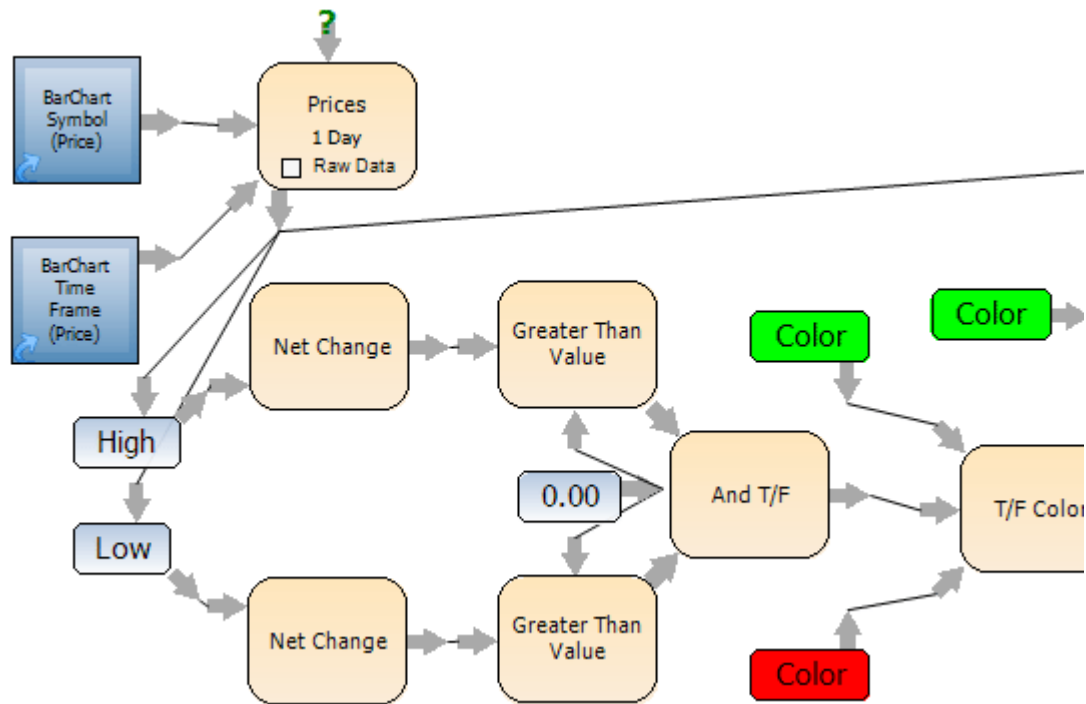 ?
BarChart
Symbol
(Price)
Prices
1 Day
Raw Data
BarChart
Time
Frame
(Price)
Net Change
Greater Than
Value
Color
Color
High
0.00
And T/F
T/F Color
Low
Net Change
Greater Than
Value
Color